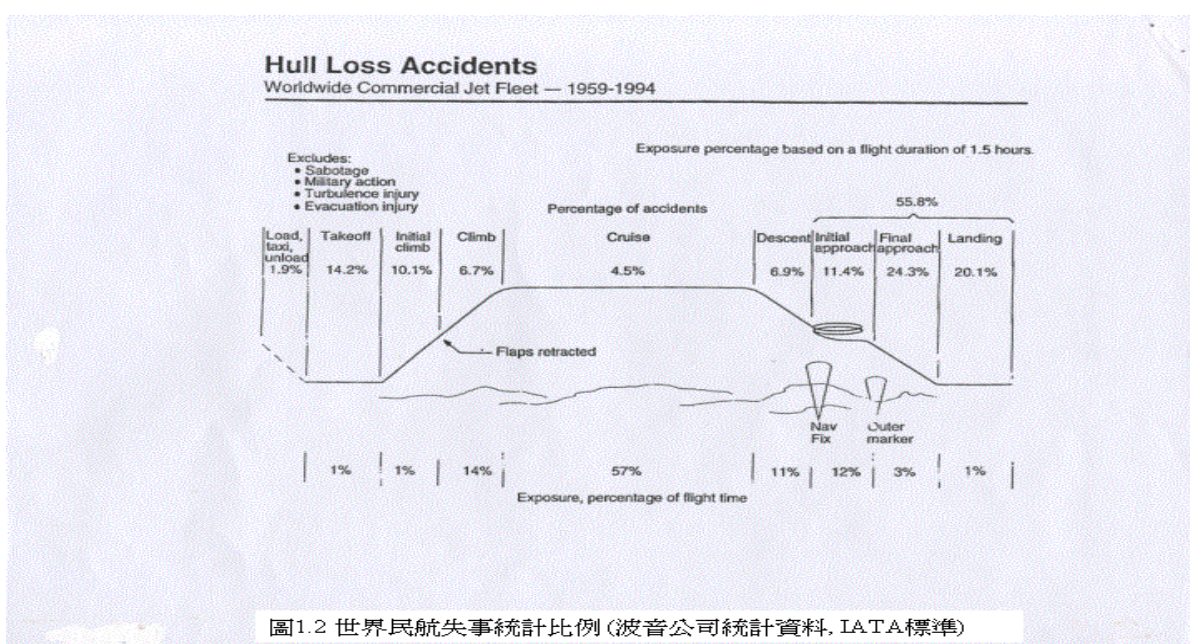 Hull Loss Accidents
Worldwide Commercial Jet Fleet — 1959-1994
Exposure percentage based on a flight duration of 1.5 hours.
Excludes:
• Sabotage
• Military action
• Turbulence injury
• Evacuation injury
Percentage of accidents
55.8%
Load, taxi, unload
Takeoff
Initial climb
Climb
Cruise
Descent
Initial approach
Final approach
Landing
1.9% 14.2% 10.1% 6.7% 4.5% 6.9% 11.4% 24.3% 20.1%
Flaps retracted
Nav Fix
Outer marker
1% 1% 14% 57% 11% 12% 3% 1%
Exposure, percentage of flight time
圖1.2 世界民航失事統計比例(波音公司統計資料, IATA標準)